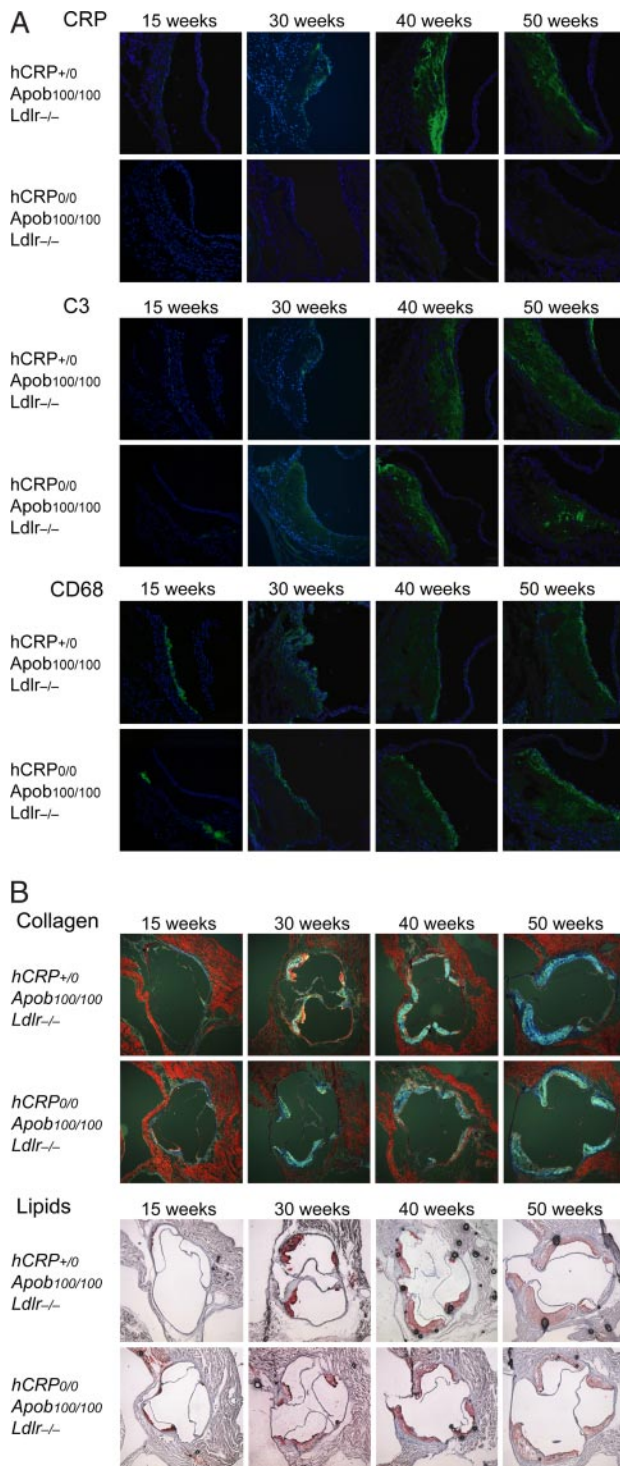 A
CRP 15 weeks 30 weeks 40 weeks 50 weeks
hCRP+/0
Apob100/100
Ldlr–/–
hCRP0/0
Apob100/100
Ldlr–/–
C3 15 weeks 30 weeks 40 weeks 50 weeks
hCRP+/0
Apob100/100
Ldlr–/–
hCRP0/0
Apob100/100
Ldlr–/–
CD68 15 weeks 30 weeks 40 weeks 50 weeks
hCRP+/0
Apob100/100
Ldlr–/–
hCRP0/0
Apob100/100
Ldlr–/–
B
Collagen
15 weeks 30 weeks 40 weeks 50 weeks
hCRP+/0
Apob100/100
Ldlr–/–
hCRP0/0
Apob100/100
Ldlr–/–
Lipids
15 weeks 30 weeks 40 weeks 50 weeks
hCRP+/0
Apob100/100
Ldlr–/–
hCRP0/0
Apob100/100
Ldlr–/–